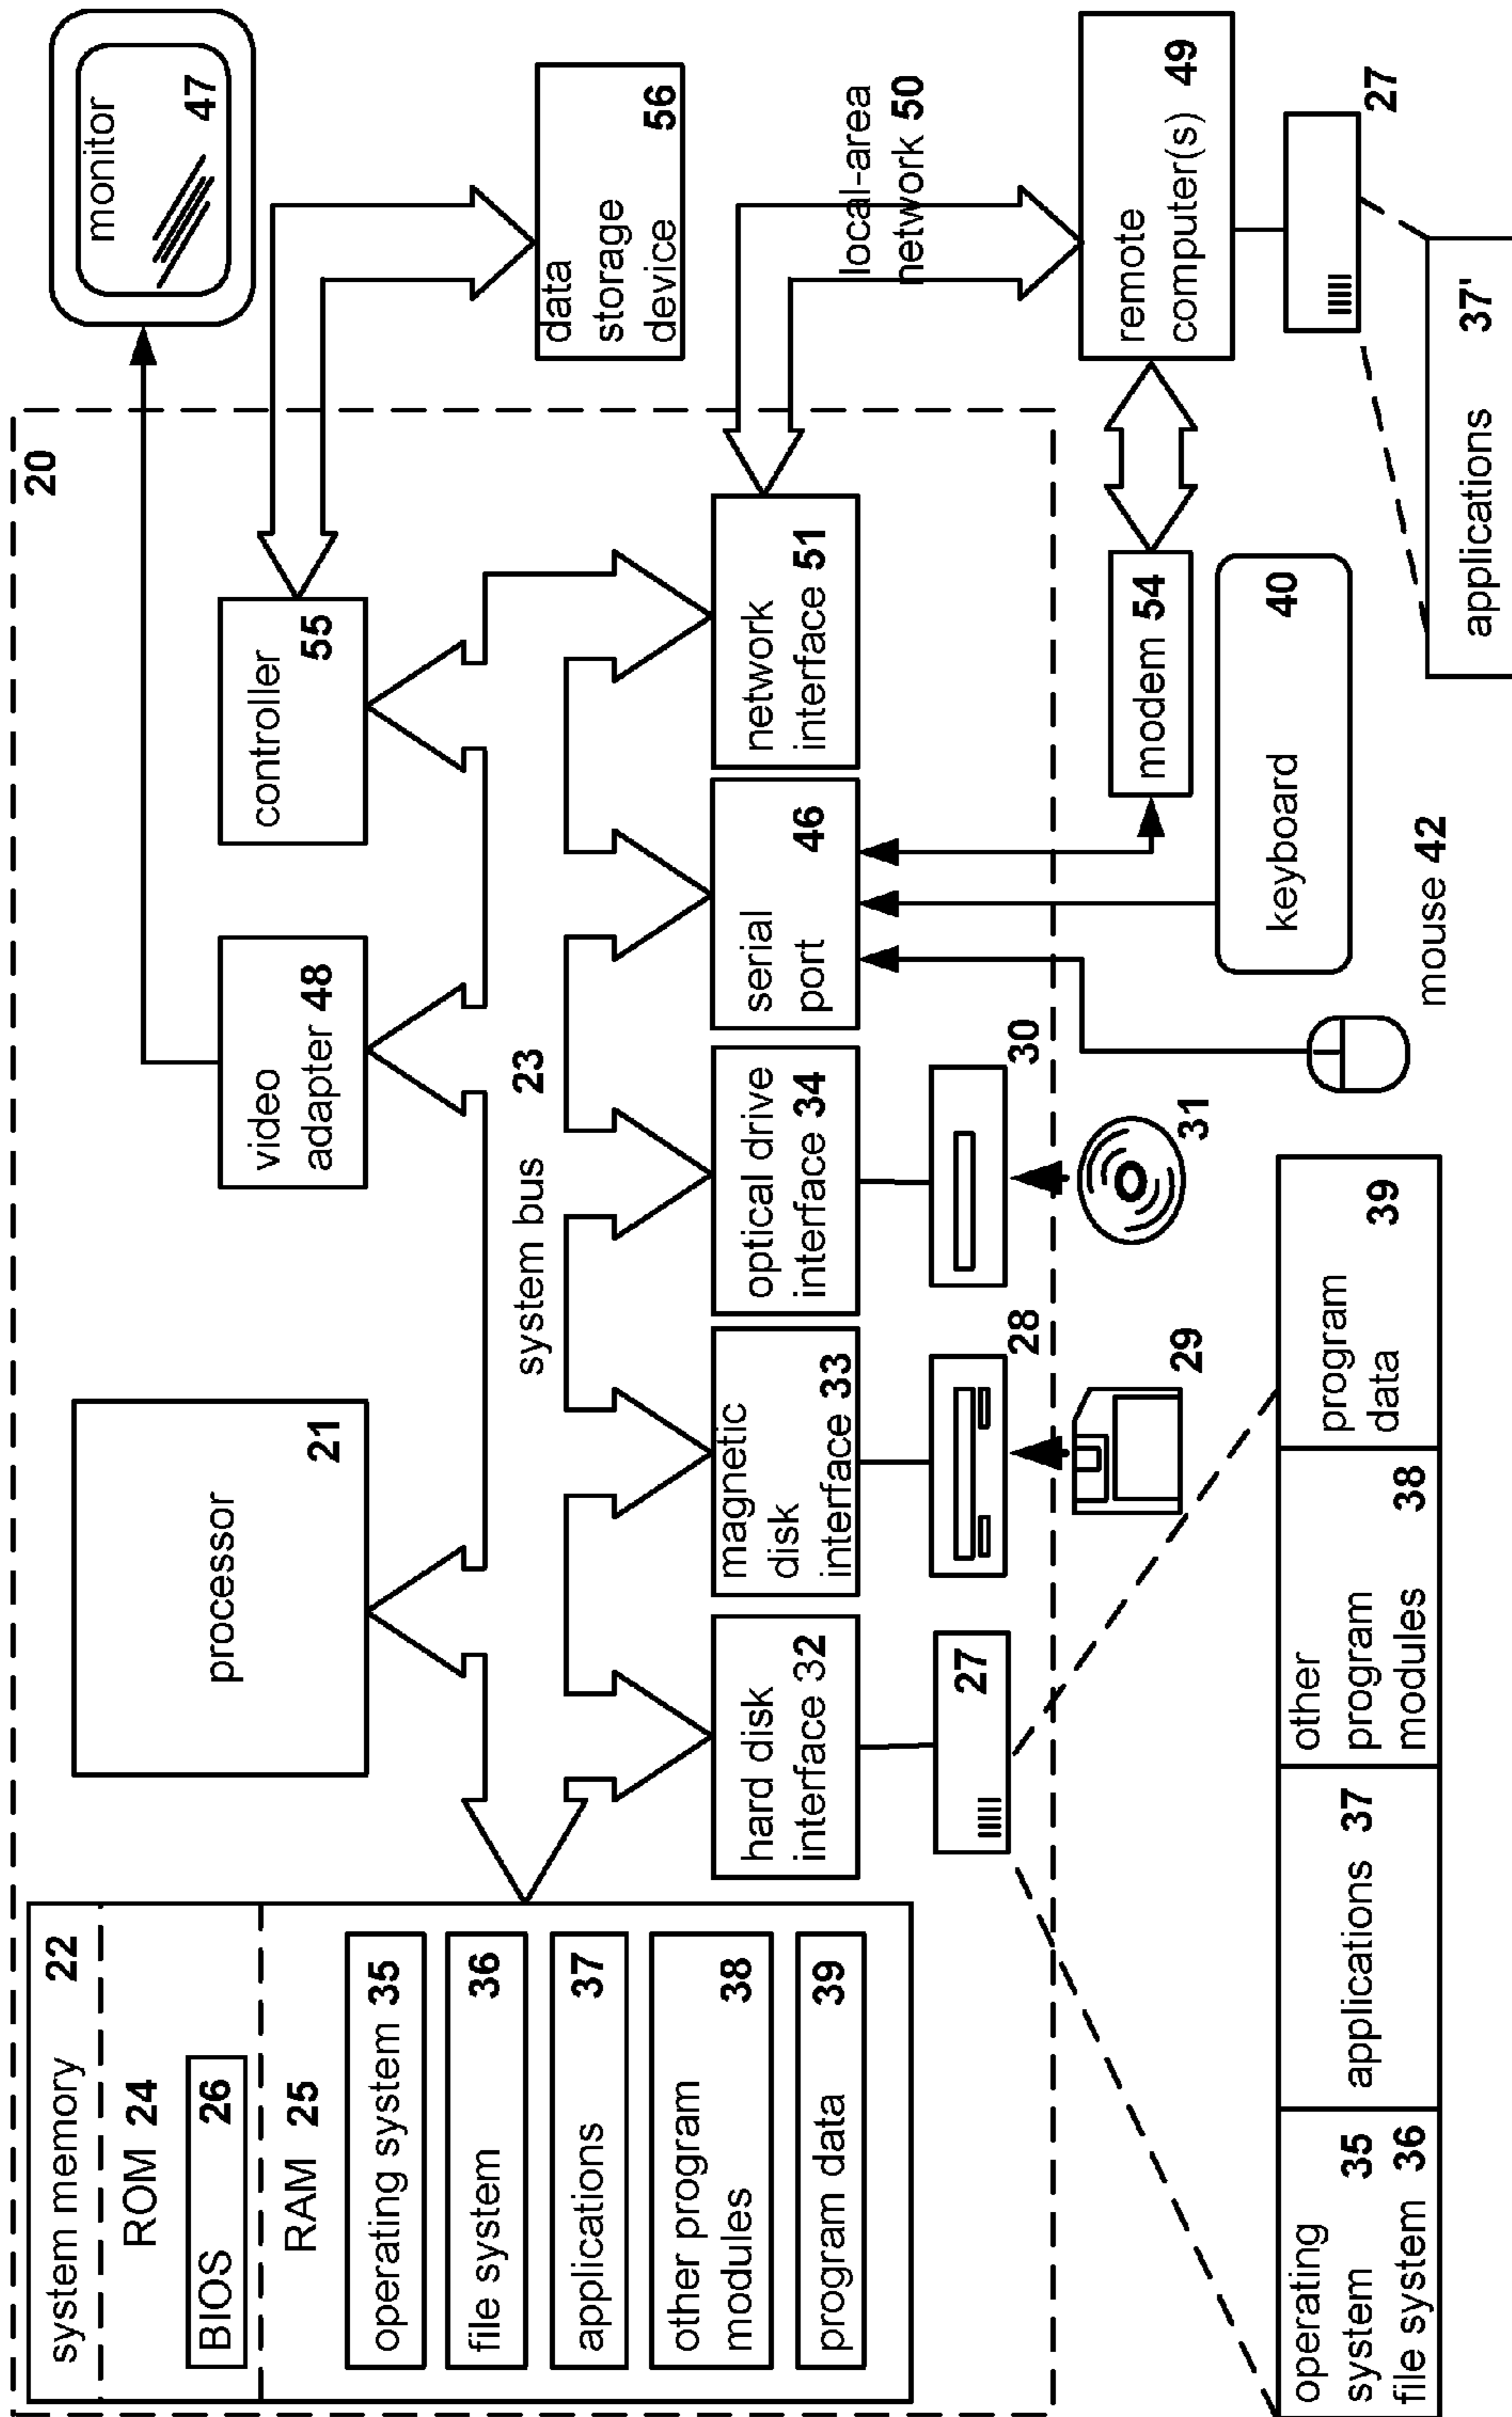 20
system memory 22
ROM 24
BIOS 26
RAM 25
operating system 35
file system 36
applications 37
other program
modules 38
program data 39
processor
21
video
adapter 48
controller
55
monitor
47
system bus 23
data
storage
device 56
hard disk
interface 32
magnetic
disk
interface 33
optical drive
interface 34
serial
port 46
network
interface 51
local-area
network 50
27
28
30
29
31
modem 54
remote
computer(s) 49
keyboard 40
mouse 42
27
operating
system 35
file system 36
applications 37
other
program
modules 38
program
data 39
applications 37'